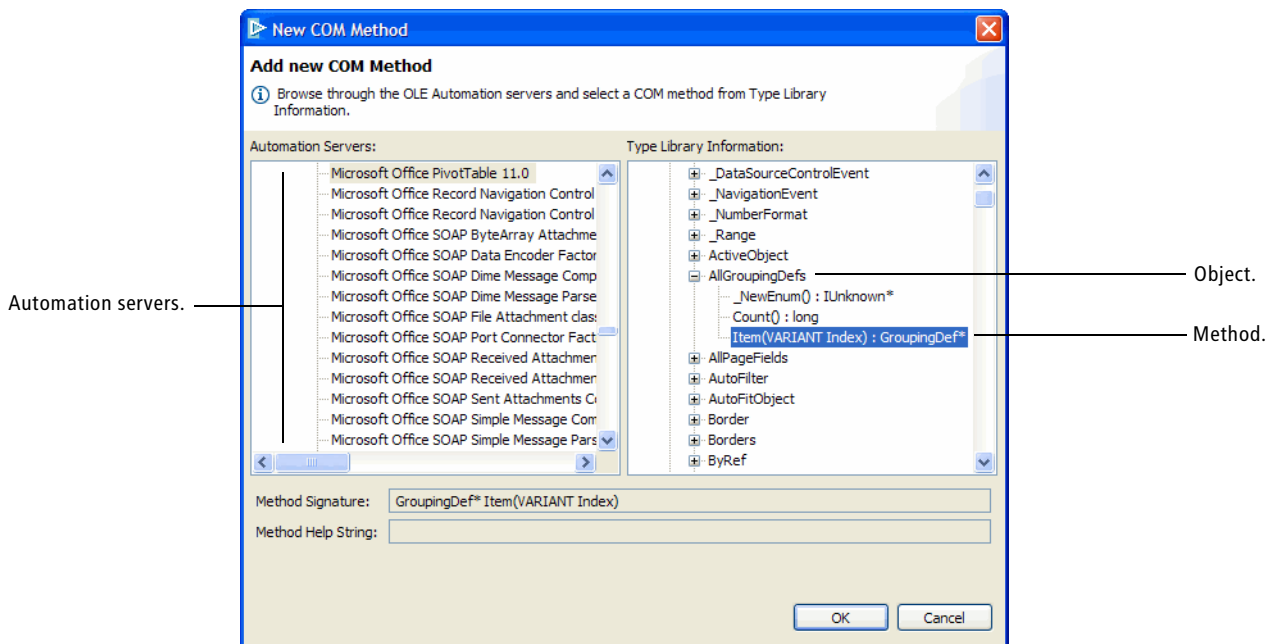 New COM Method
Add new COM Method
Browse through the OLE Automation servers and select a COM method from Type Library
Information.
Automation Servers:
Microsoft Office PivotTable 11.0
Microsoft Office Record Navigation Control
Microsoft Office Record Navigation Control
Microsoft Office SOAP ByteArray Attachme
Microsoft Office SOAP Data Encoder Factor
Microsoft Office SOAP Dime Message Comp
Microsoft Office SOAP Dime Message Parse
Microsoft Office SOAP File Attachment clas
Microsoft Office SOAP Port Connector Fact
Microsoft Office SOAP Received Attachmen
Microsoft Office SOAP Received Attachmen
Microsoft Office SOAP Sent Attachments C
Microsoft Office SOAP Simple Message Com
Microsoft Office SOAP Simple Message Pars
Type Library Information:
_DataSourceControlEvent
_NavigationEvent
_NumberFormat
_Range
ActiveObject
AllGroupingDefs
_NewEnum() : IUnknown*
Count() : long
Item(VARIANT Index) : GroupingDef*
AllPageFields
AutoFilter
AutoFitObject
Border
Borders
ByRef
Automation servers.
Object.
Method.
Method Signature: GroupingDef* Item(VARIANT Index)
Method Help String:
OK Cancel